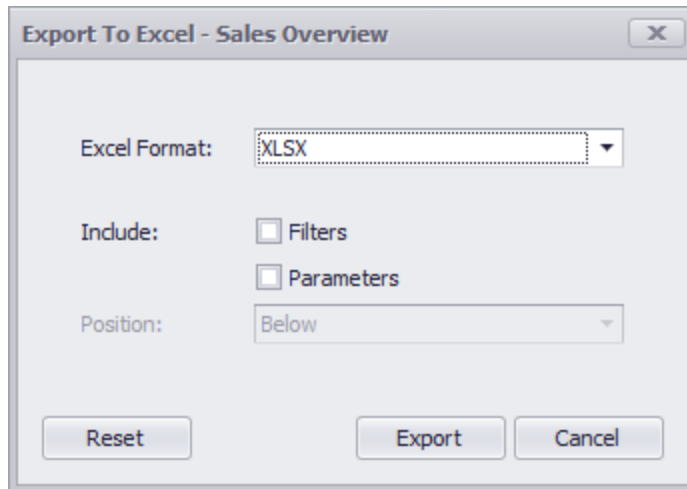 Export To Excel - Sales Overview
Excel Format: XLSX
Include: Filters
Parameters
Position: Below
Reset Export Cancel